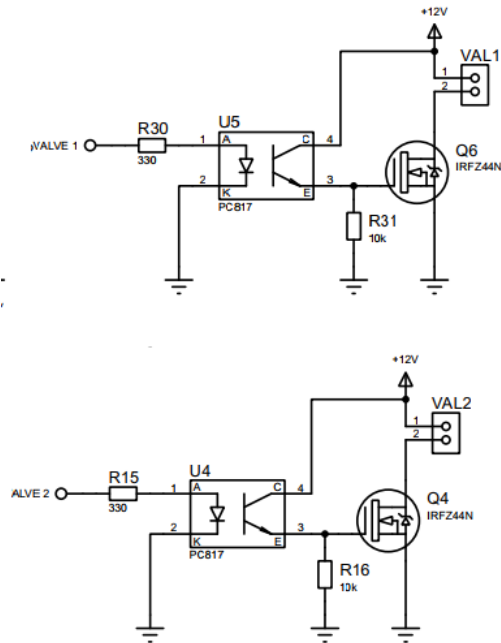 +12V
VAL1
1
2
U5
R30
VALVE 1
330
1
A
C
4
2
K
E
3
PC817
Q6
IRFZ44N
R31
10k
+12V
VAL2
1
2
U4
R15
ALVE 2
330
1
A
C
4
2
K
E
3
PC817
Q4
IRFZ44N
R16
10k